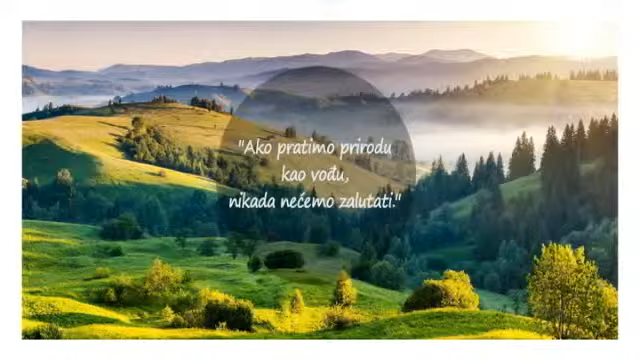 "Ako pratimo prirodu
kao vođu,
nikada nećemo zalutati."